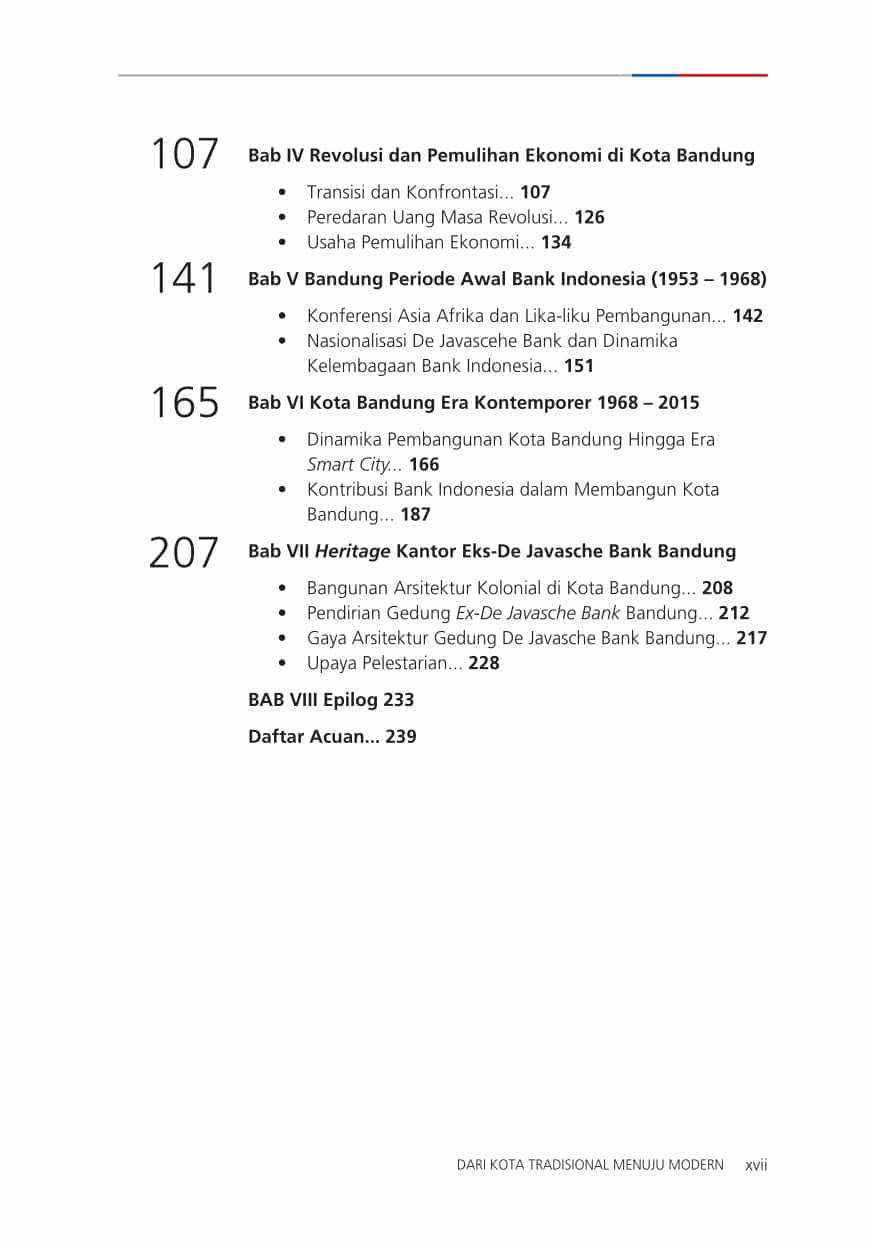 107 Bab IV Revolusi dan Pemulihan Ekonomi di Kota Bandung
• Transisi dan Konfrontasi... 107
• Peredaran Uang Masa Revolusi... 126
• Usaha Pemulihan Ekonomi... 134
141 Bab V Bandung Periode Awal Bank Indonesia (1953 – 1968)
• Konferensi Asia Afrika dan Lika-liku Pembangunan... 142
• Nasionalisasi De Javascehe Bank dan Dinamika
Kelembagaan Bank Indonesia... 151
165 Bab VI Kota Bandung Era Kontemporer 1968 – 2015
• Dinamika Pembangunan Kota Bandung Hingga Era
Smart City... 166
• Kontribusi Bank Indonesia dalam Membangun Kota
Bandung... 187
207 Bab VII Heritage Kantor Eks-De Javasche Bank Bandung
• Bangunan Arsitektur Kolonial di Kota Bandung... 208
• Pendirian Gedung Ex-De Javasche Bank Bandung... 212
• Gaya Arsitektur Gedung De Javasche Bank Bandung... 217
• Upaya Pelestarian... 228
BAB VIII Epilog 233
Daftar Acuan... 239
DARI KOTA TRADISIONAL MENUJU MODERN xvii